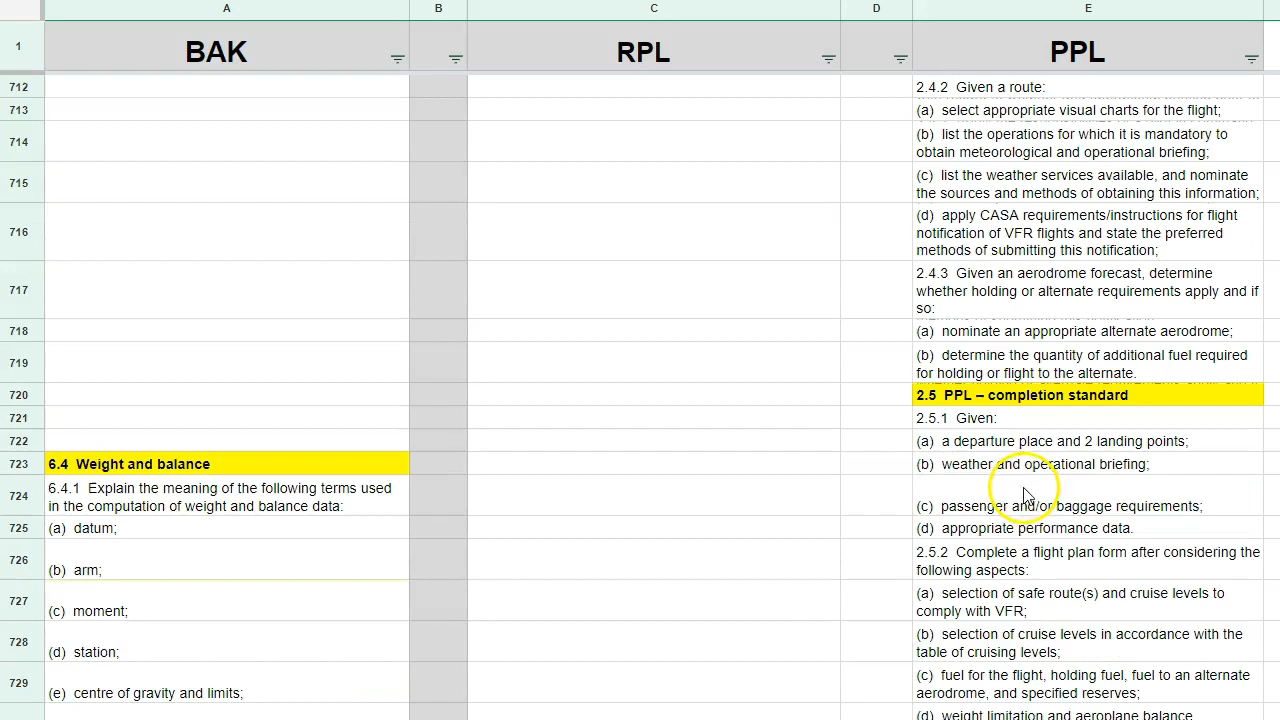 A B C D E
1 BAK RPL PPL
712 2.4.2 Given a route:
713 (a) select appropriate visual charts for the flight;
714 (b) list the operations for which it is mandatory to
obtain meteorological and operational briefing;
715 (c) list the weather services available, and nominate
the sources and methods of obtaining this information;
716 (d) apply CASA requirements/instructions for flight
notification of VFR flights and state the preferred
methods of submitting this notification;
717 2.4.3 Given an aerodrome forecast, determine
whether holding or alternate requirements apply and if
so:
718 (a) nominate an appropriate alternate aerodrome;
719 (b) determine the quantity of additional fuel required
for holding or flight to the alternate.
720 2.5 PPL – completion standard
721 2.5.1 Given:
722 (a) a departure place and 2 landing points;
723 6.4 Weight and balance (b) weather and operational briefing;
724 6.4.1 Explain the meaning of the following terms used
in the computation of weight and balance data: (c) passenger and/or baggage requirements;
725 (a) datum; (d) appropriate performance data.
726 (b) arm; 2.5.2 Complete a flight plan form after considering the
following aspects:
727 (c) moment; (a) selection of safe route(s) and cruise levels to
comply with VFR;
728 (d) station; (b) selection of cruise levels in accordance with the
table of cruising levels;
729 (e) centre of gravity and limits; (c) fuel for the flight, holding fuel, fuel to an alternate
aerodrome, and specified reserves;
(d) weight limitation and aeroplane balance